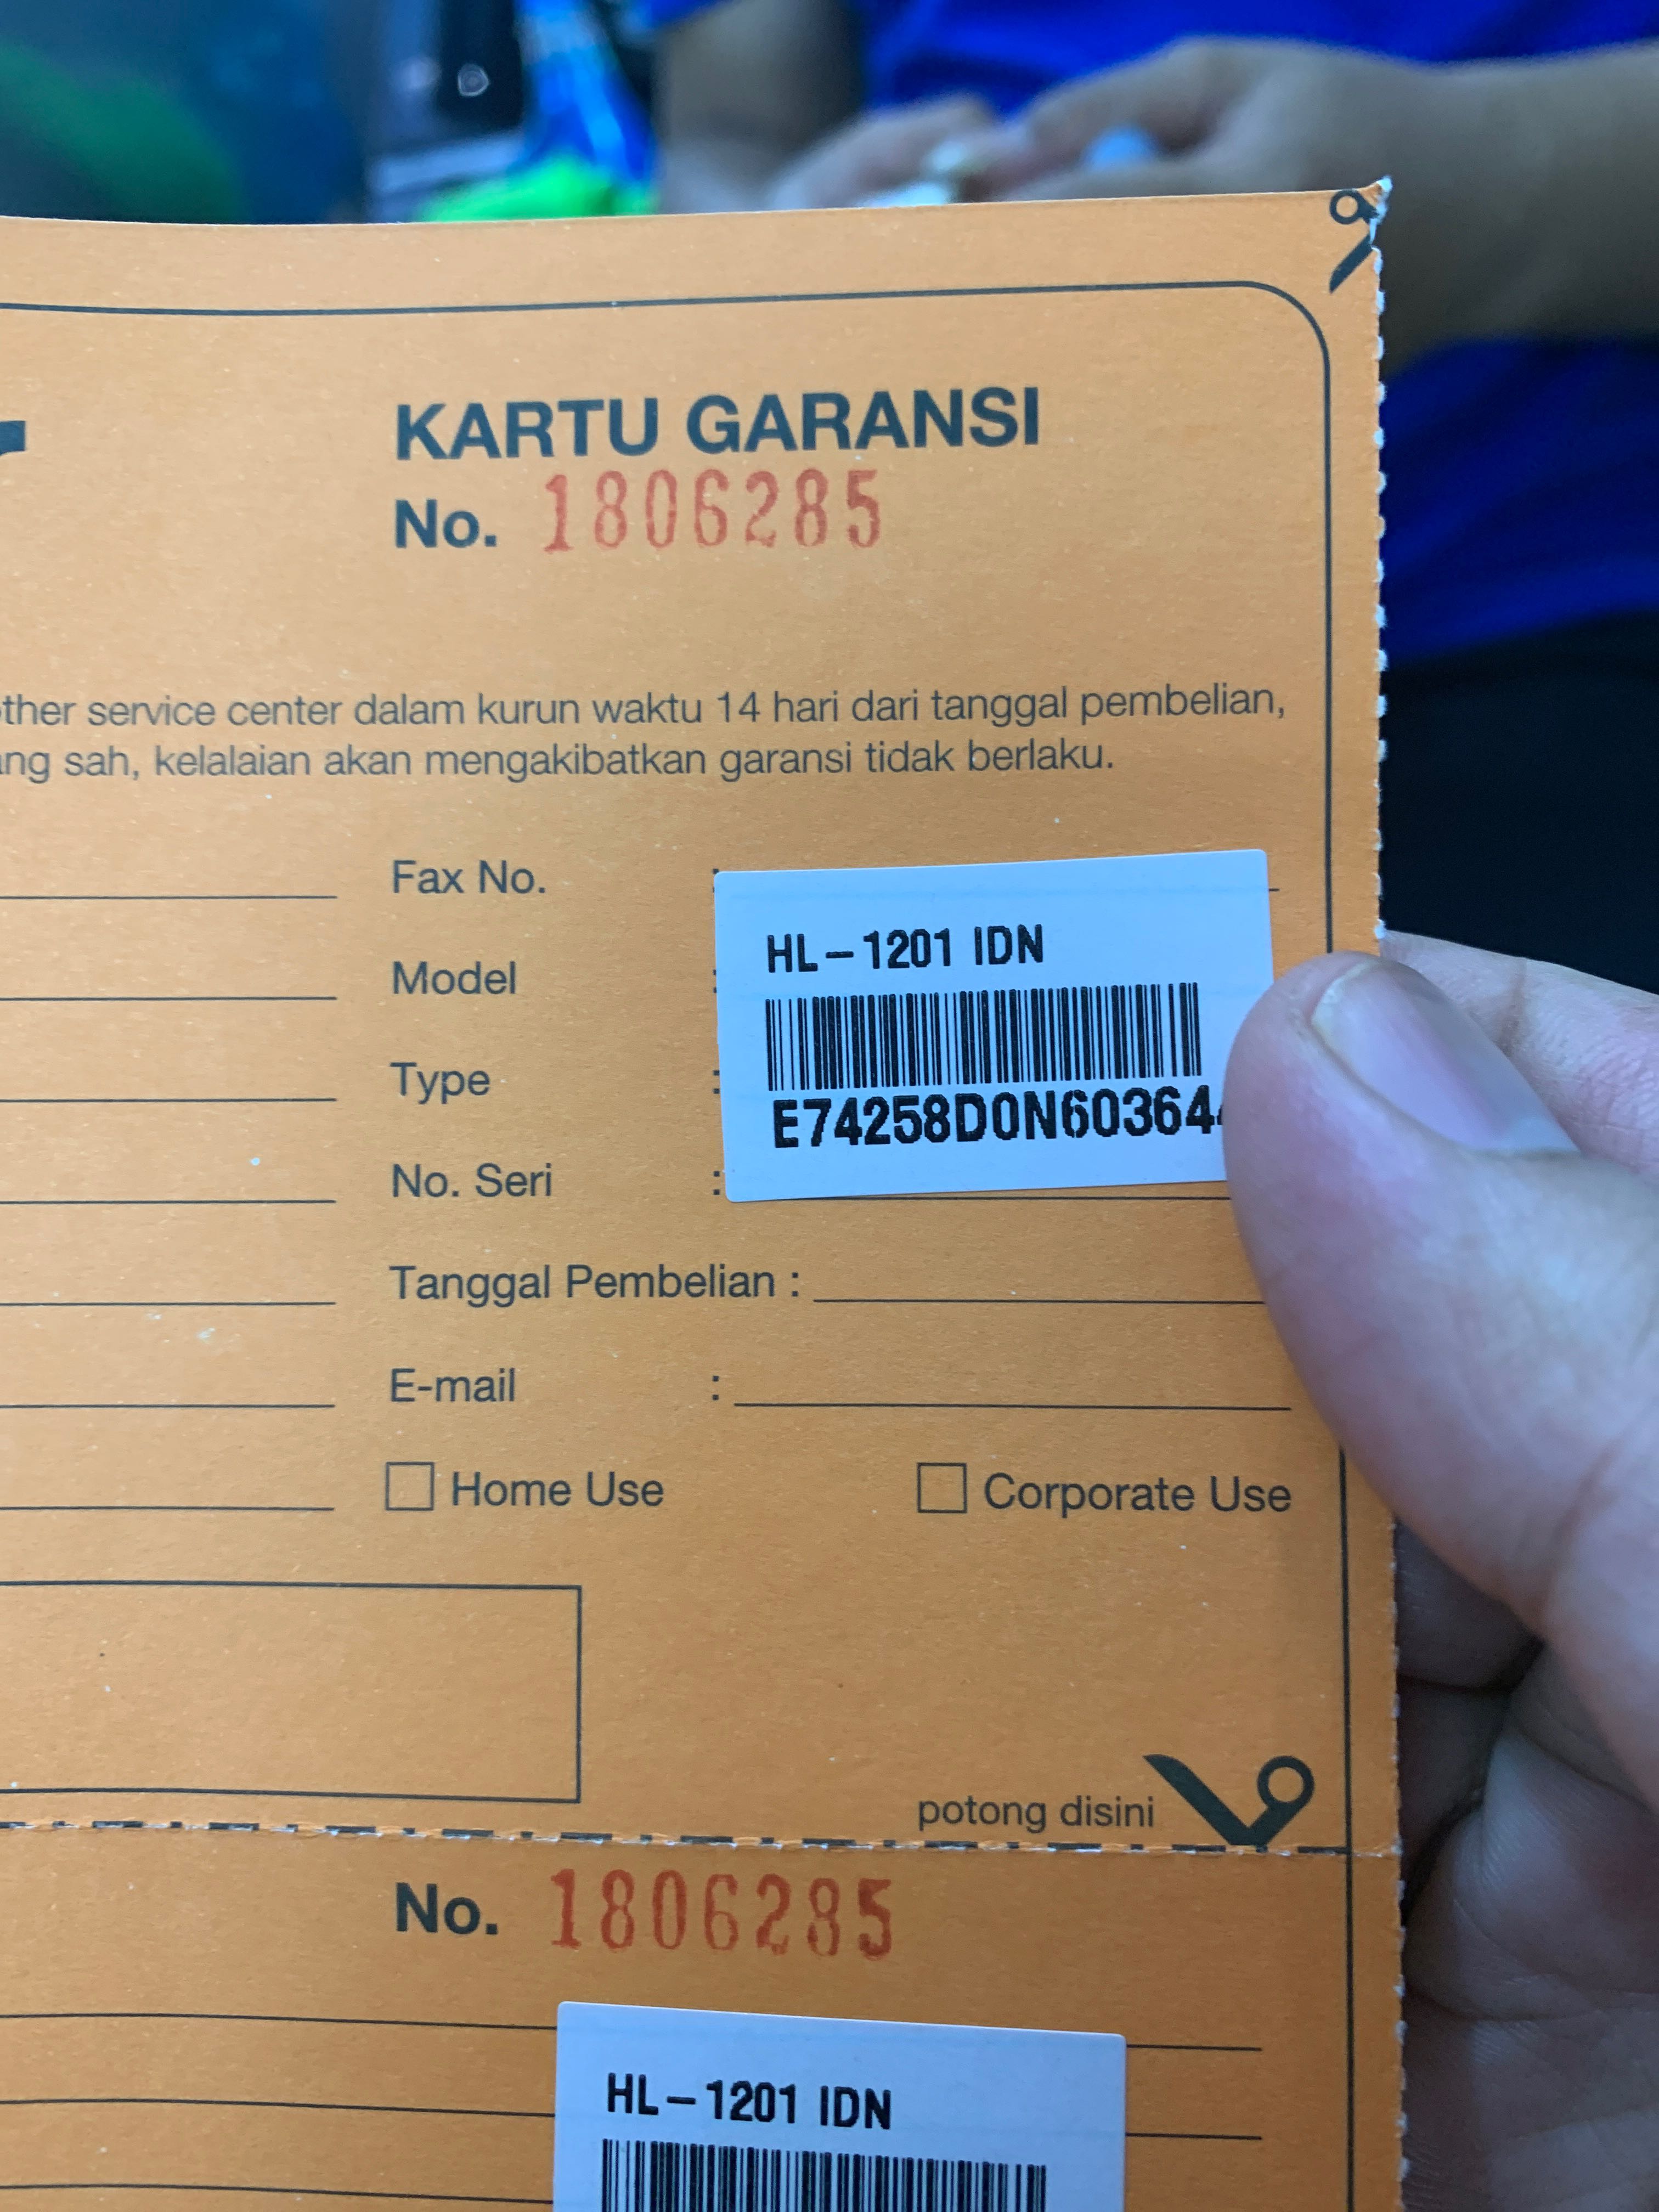 KARTU GARANSI
No. 1806285
service center dalam kurun waktu 14 hari dari tanggal pembelian,
sah, kelalaian akan mengakibatkan garansi tidak berlaku.
Fax No. :
HL-1201 IDN
Model :
Type :
E74258D0N60364
No. Seri :
Tanggal Pembelian :
E-mail :
Home Use
Corporate Use
potong disini
No. 1806285
HL-1201 IDN